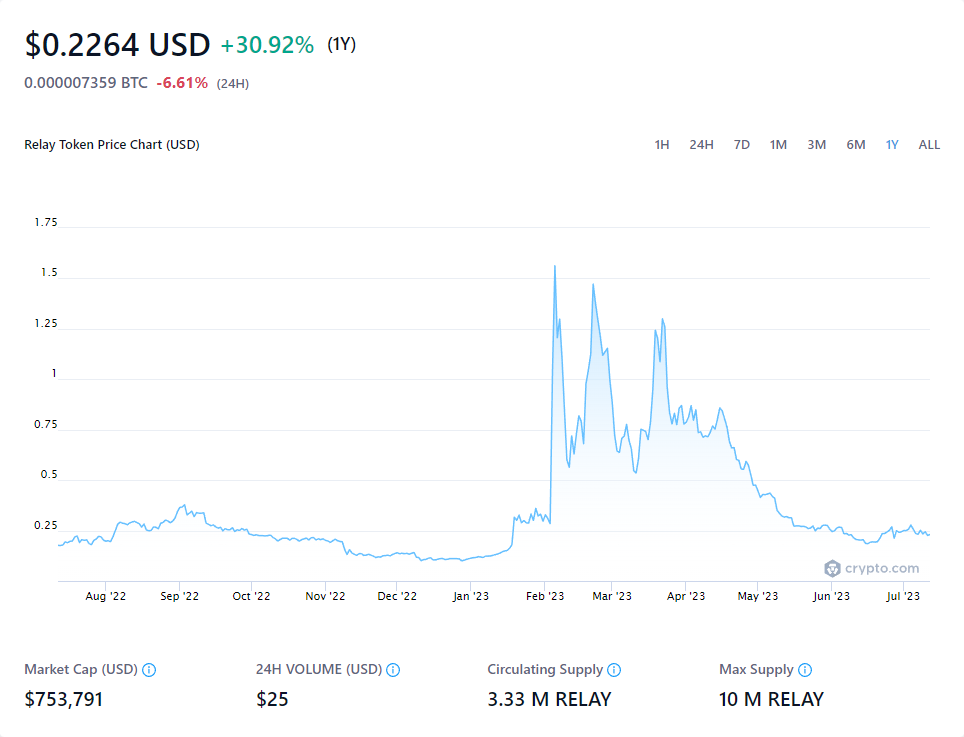 $0.2264 USD +30.92% (1Y)
0.000007359 BTC -6.61% (24H)
Relay Token Price Chart (USD) 1H 24H 7D 1M 3M 6M 1Y ALL
1.75
1.5
1.25
1
0.75
0.5
0.25
crypto.com
Aug '22 Sep '22 Oct '22 Nov '22 Dec '22 Jan '23 Feb '23 Mar '23 Apr '23 May '23 Jun '23 Jul '23
Market Cap (USD) 24H VOLUME (USD) Circulating Supply Max Supply
$753,791 $25 3.33 M RELAY 10 M RELAY